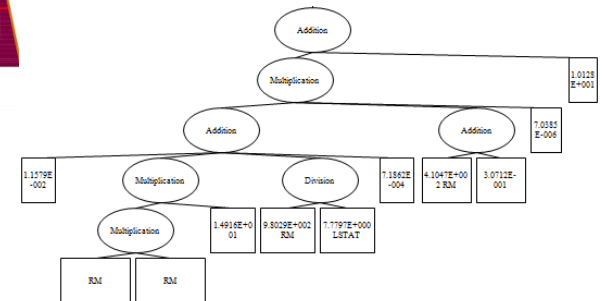 Addition
Multiplication
1.0128
E+001
Addition
Addition
7.0385
E-006
1.1579E
-002
Multiplication
Division
7.1862E
-004
4.1047E+00
2 RM
3.0712E-
001
Multiplication
1.4916E+0
01
9.8029E+002
RM
7.7797E+000
LSTAT
RM
RM